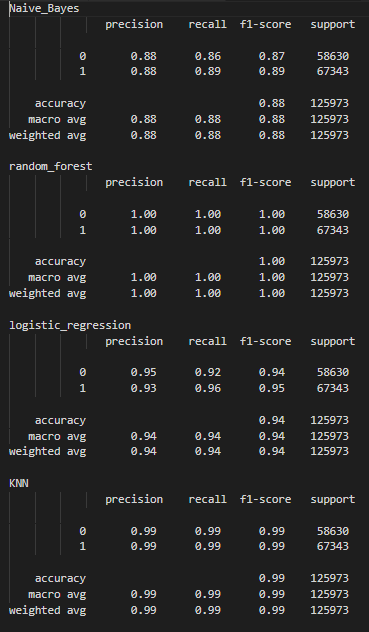 Naive_Bayes
precision recall f1-score support
0 0.88 0.86 0.87 58630
1 0.88 0.89 0.89 67343
accuracy 0.88 125973
macro avg 0.88 0.88 0.88 125973
weighted avg 0.88 0.88 0.88 125973
random_forest
precision recall f1-score support
0 1.00 1.00 1.00 58630
1 1.00 1.00 1.00 67343
accuracy 1.00 125973
macro avg 1.00 1.00 1.00 125973
weighted avg 1.00 1.00 1.00 125973
logistic_regression
precision recall f1-score support
0 0.95 0.92 0.94 58630
1 0.93 0.96 0.95 67343
accuracy 0.94 125973
macro avg 0.94 0.94 0.94 125973
weighted avg 0.94 0.94 0.94 125973
KNN
precision recall f1-score support
0 0.99 0.99 0.99 58630
1 0.99 0.99 0.99 67343
accuracy 0.99 125973
macro avg 0.99 0.99 0.99 125973
weighted avg 0.99 0.99 0.99 125973